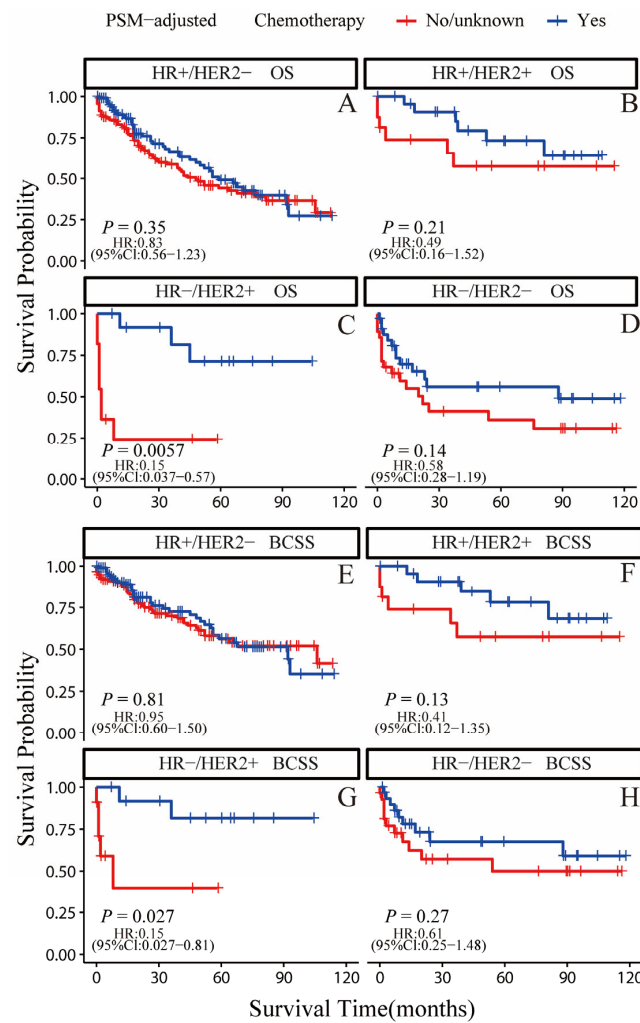 PSM−adjusted Chemotherapy No/unknown Yes
HR+/HER2− OS HR+/HER2+ OS
1.00
0.75
0.50
0.25
0.00
A
P = 0.35
HR:0.83
(95%CI:0.56−1.23)
B
P = 0.21
HR:0.49
(95%CI:0.16−1.52)
HR−/HER2+ OS HR−/HER2− OS
1.00
0.75
0.50
0.25
0.00
C
P = 0.0057
HR:0.15
(95%CI:0.037−0.57)
D
P = 0.14
HR:0.58
(95%CI:0.28−1.19)
0 30 60 90 120 0 30 60 90 120
Survival Probability
HR+/HER2− BCSS HR+/HER2+ BCSS
1.00
0.75
0.50
0.25
0.00
E
P = 0.81
HR:0.95
(95%CI:0.60−1.50)
F
P = 0.13
HR:0.41
(95%CI:0.12−1.35)
HR−/HER2+ BCSS HR−/HER2− BCSS
1.00
0.75
0.50
0.25
0.00
G
P = 0.027
HR:0.15
(95%CI:0.027−0.81)
H
P = 0.27
HR:0.61
(95%CI:0.25−1.48)
0 30 60 90 120 0 30 60 90 120
Survival Probability
Survival Time(months)